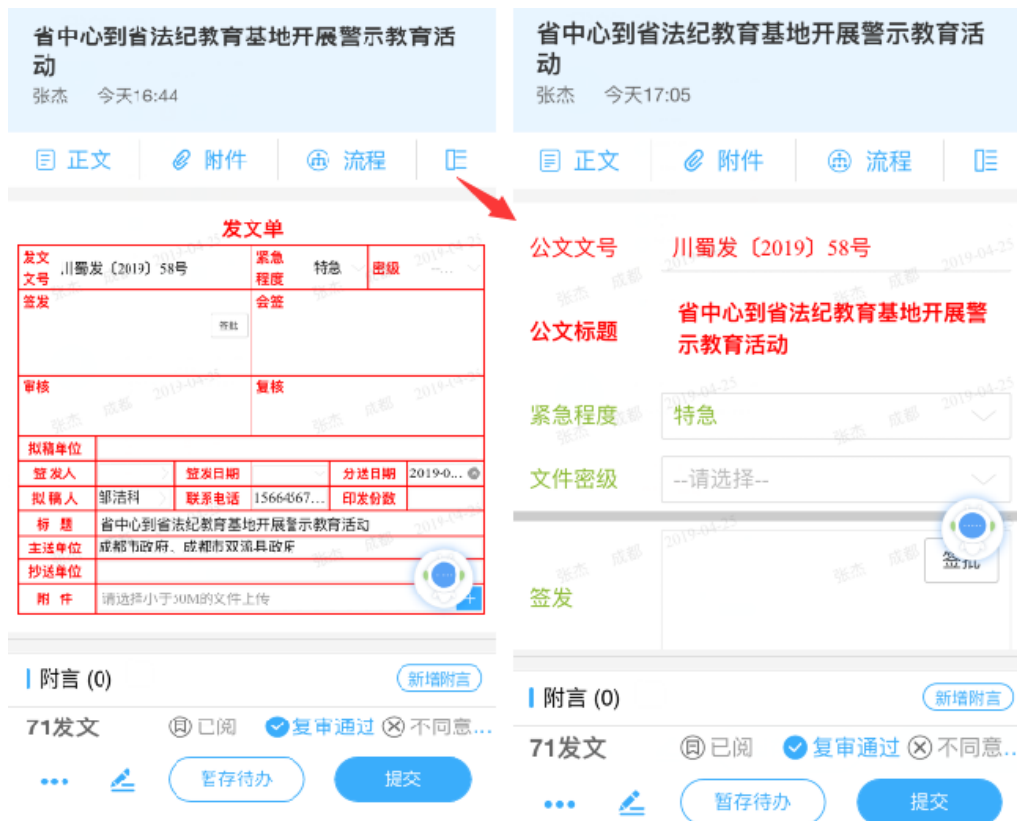 省中心到省法纪教育基地开展警示教育活
动
张杰 今天16:44
正文 附件 流程
发文单
发文
文号 川蜀发〔2019〕58号 紧急
程度 特急 密级 --...
签发 会签
签批
审核 复核
拟稿单位
签发人 签发日期 分送日期 2019-0...
拟稿人 邹洁科 联系电话 15664567... 印发份数
标 题 省中心到省法纪教育基地开展警示教育活动
主送单位 成都市政府、成都市双流县政府
抄送单位
附 件 请选择小于50M的文件上传
附言 (0) 新增附言
71发文 已阅 复审通过 不同意...
暂存待办 提交
省中心到省法纪教育基地开展警示教育活
动
张杰 今天17:05
正文 附件 流程
公文文号 川蜀发〔2019〕58号
公文标题 省中心到省法纪教育基地开展警
示教育活动
紧急程度 特急
文件密级 --请选择--
签发 签批
附言 (0) 新增附言
71发文 已阅 复审通过 不同意...
暂存待办 提交
张杰 成都 2019-04-25